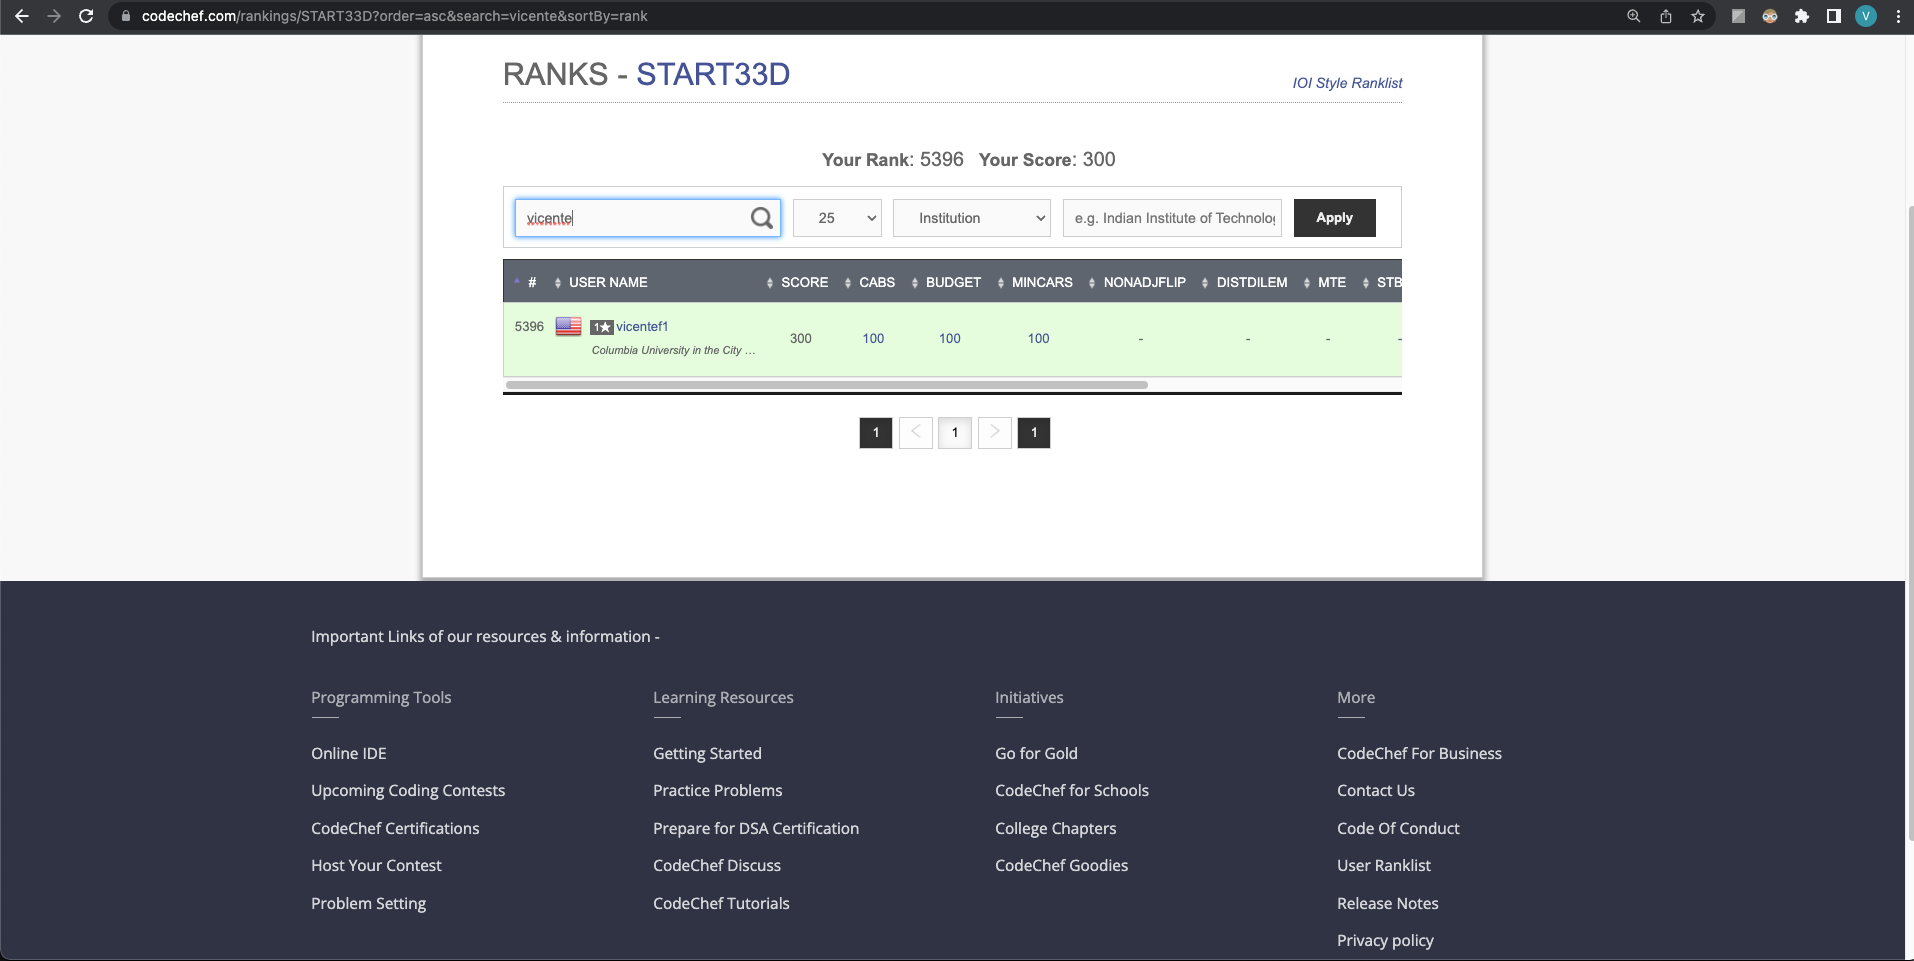 codechef.com/rankings/START33D?order=asc&search=vicente&sortBy=rank
V
RANKS - START33D
IOI Style Ranklist
Your Rank: 5396 Your Score: 300
vicente 25 Institution e.g. Indian Institute of Technolog Apply
# USER NAME SCORE CABS BUDGET MINCARS NONADJFLIP DISTDILEM MTE STB
5396 1★ vicentef1
300 100 100 100 - - - -
Columbia University in the City ...
1 < 1 > 1
Important Links of our resources & information -
Programming Tools
Online IDE
Upcoming Coding Contests
CodeChef Certifications
Host Your Contest
Problem Setting
Learning Resources
Getting Started
Practice Problems
Prepare for DSA Certification
CodeChef Discuss
CodeChef Tutorials
Initiatives
Go for Gold
CodeChef for Schools
College Chapters
CodeChef Goodies
More
CodeChef For Business
Contact Us
Code Of Conduct
User Ranklist
Release Notes
Privacy policy